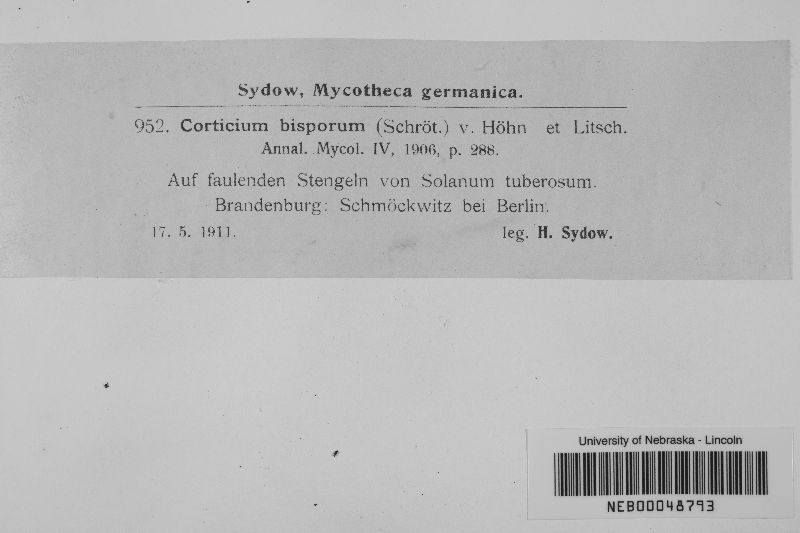 Sydow, Mycotheca germanica.
952. Corticium bisporum (Schröt.) v. Höhn et Litsch.
Annal. Mycol. IV, 1906, p. 288.
Auf faulenden Stengeln von Solanum tuberosum.
Brandenburg: Schmöckwitz bei Berlin.
17. 5. 1911. leg. H. Sydow.
University of Nebraska - Lincoln
NEB00048793